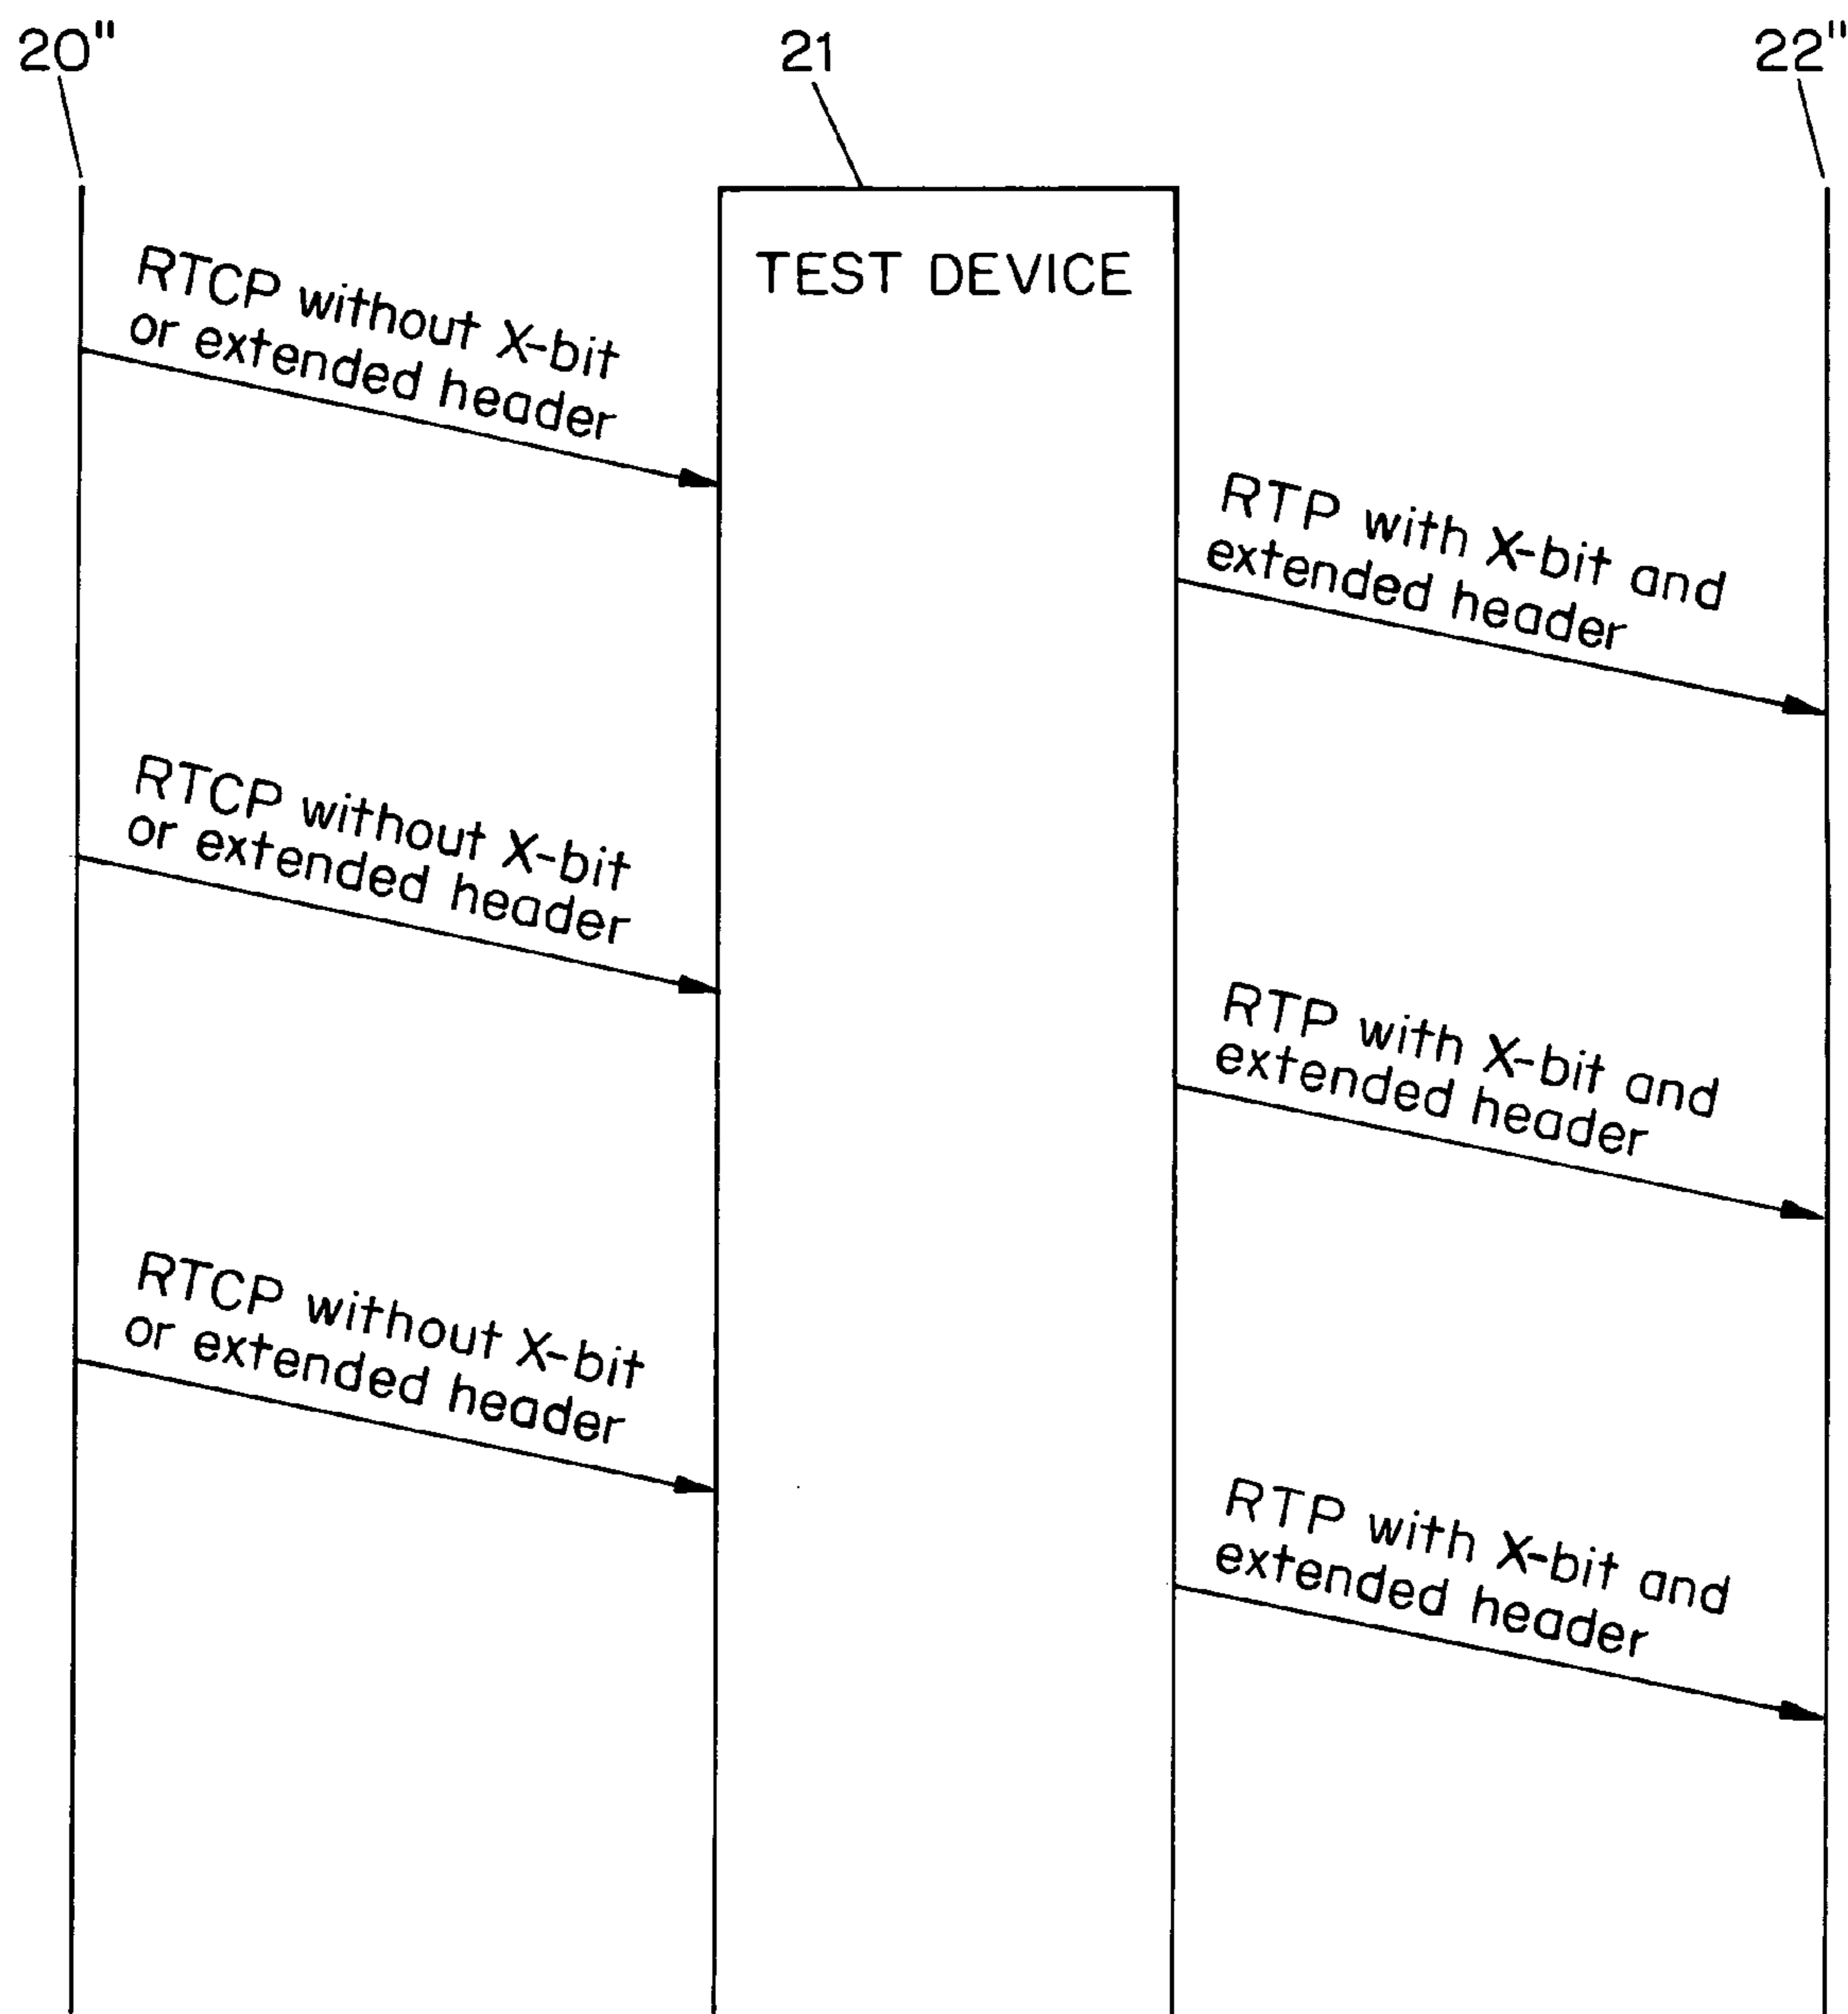 20"
21
22"
TEST DEVICE
RTCP without X-bit
or extended header
RTP with X-bit and
extended header
RTCP without X-bit
or extended header
RTP with X-bit and
extended header
RTCP without X-bit
or extended header
RTP with X-bit and
extended header